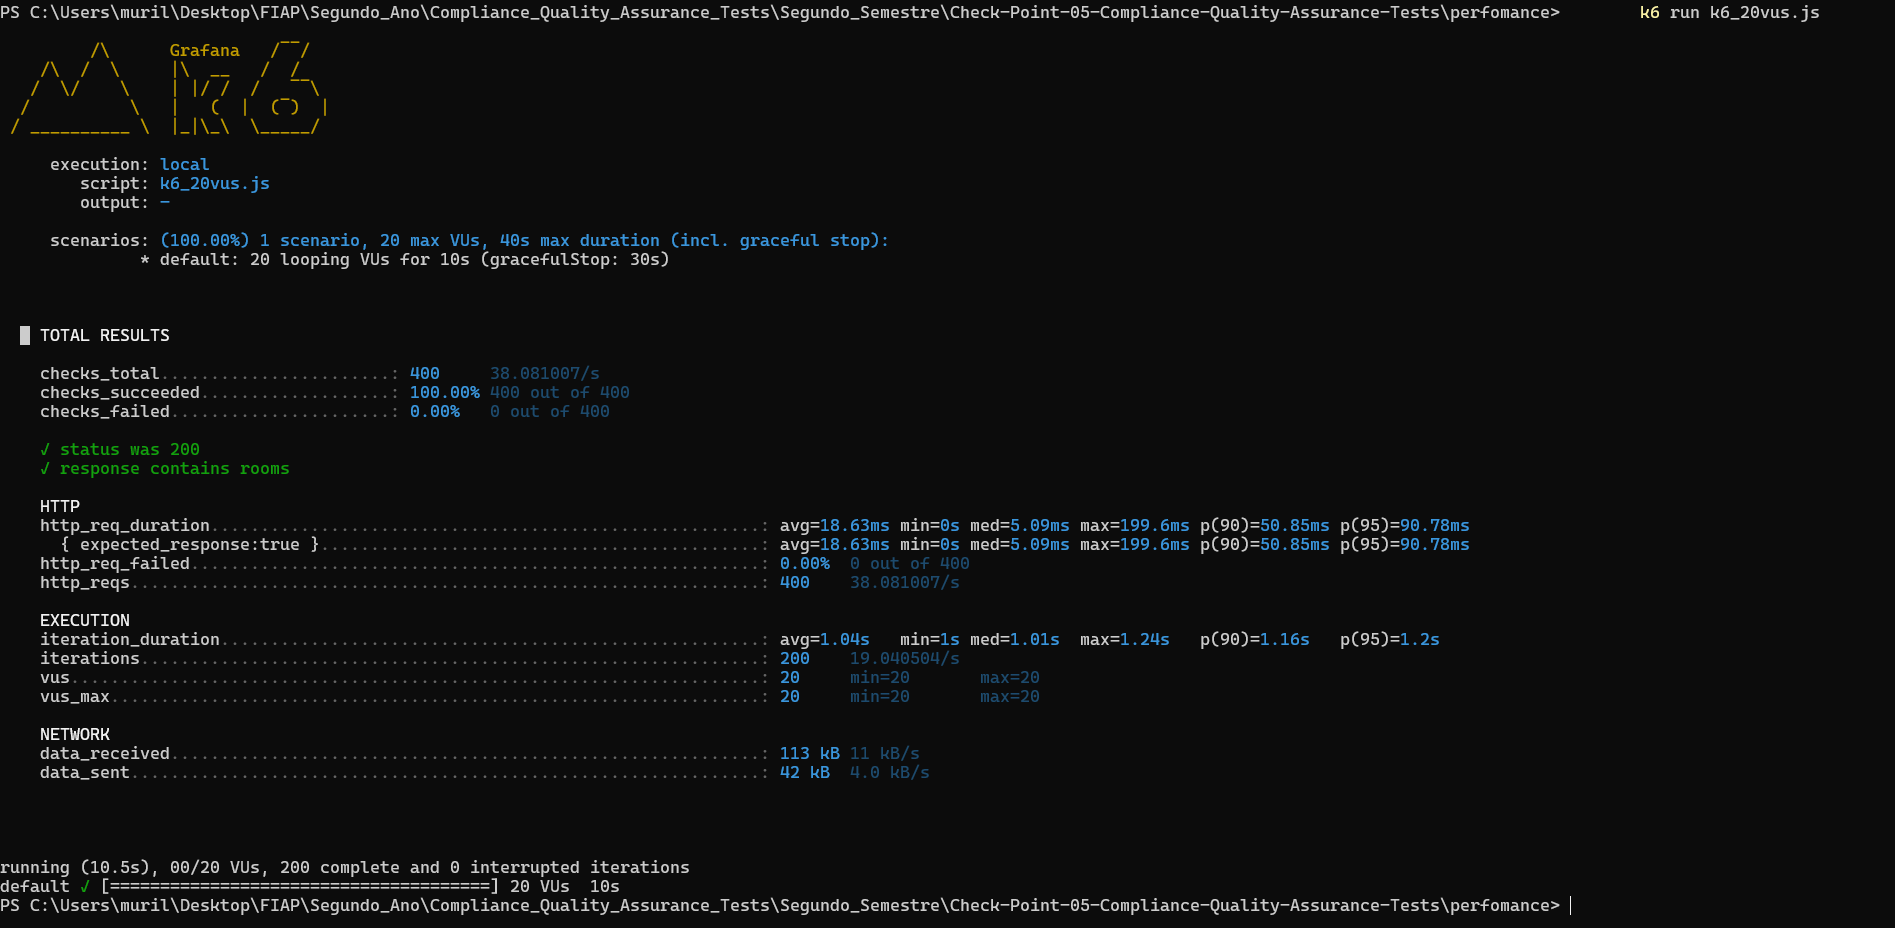 PS C:\Users\muril\Desktop\FIAP\Segundo_Ano\Compliance_Quality_Assurance_Tests\Segundo_Semestre\Check-Point-05-Compliance-Quality-Assurance-Tests\perfomance>        k6 run k6_20vus.js
Grafana
execution: local
script: k6_20vus.js
output: -
scenarios: (100.00%) 1 scenario, 20 max VUs, 40s max duration (incl. graceful stop):
* default: 20 looping VUs for 10s (gracefulStop: 30s)
█ TOTAL RESULTS
checks_total.......................: 400     38.081007/s
checks_succeeded...................: 100.00% 400 out of 400
checks_failed......................: 0.00%   0 out of 400
✓ status was 200
✓ response contains rooms
HTTP
http_req_duration.......................................................: avg=18.63ms min=0s med=5.09ms max=199.6ms p(90)=50.85ms p(95)=90.78ms
{ expected_response:true }............................................: avg=18.63ms min=0s med=5.09ms max=199.6ms p(90)=50.85ms p(95)=90.78ms
http_req_failed.........................................................: 0.00%  0 out of 400
http_reqs...............................................................: 400    38.081007/s
EXECUTION
iteration_duration......................................................: avg=1.04s   min=1s med=1.01s  max=1.24s   p(90)=1.16s   p(95)=1.2s
iterations..............................................................: 200    19.040504/s
vus.....................................................................: 20     min=20       max=20
vus_max.................................................................: 20     min=20       max=20
NETWORK
data_received...........................................................: 113 kB 11 kB/s
data_sent...............................................................: 42 kB  4.0 kB/s
running (10.5s), 00/20 VUs, 200 complete and 0 interrupted iterations
default ✓ [======================================] 20 VUs  10s
PS C:\Users\muril\Desktop\FIAP\Segundo_Ano\Compliance_Quality_Assurance_Tests\Segundo_Semestre\Check-Point-05-Compliance-Quality-Assurance-Tests\perfomance>